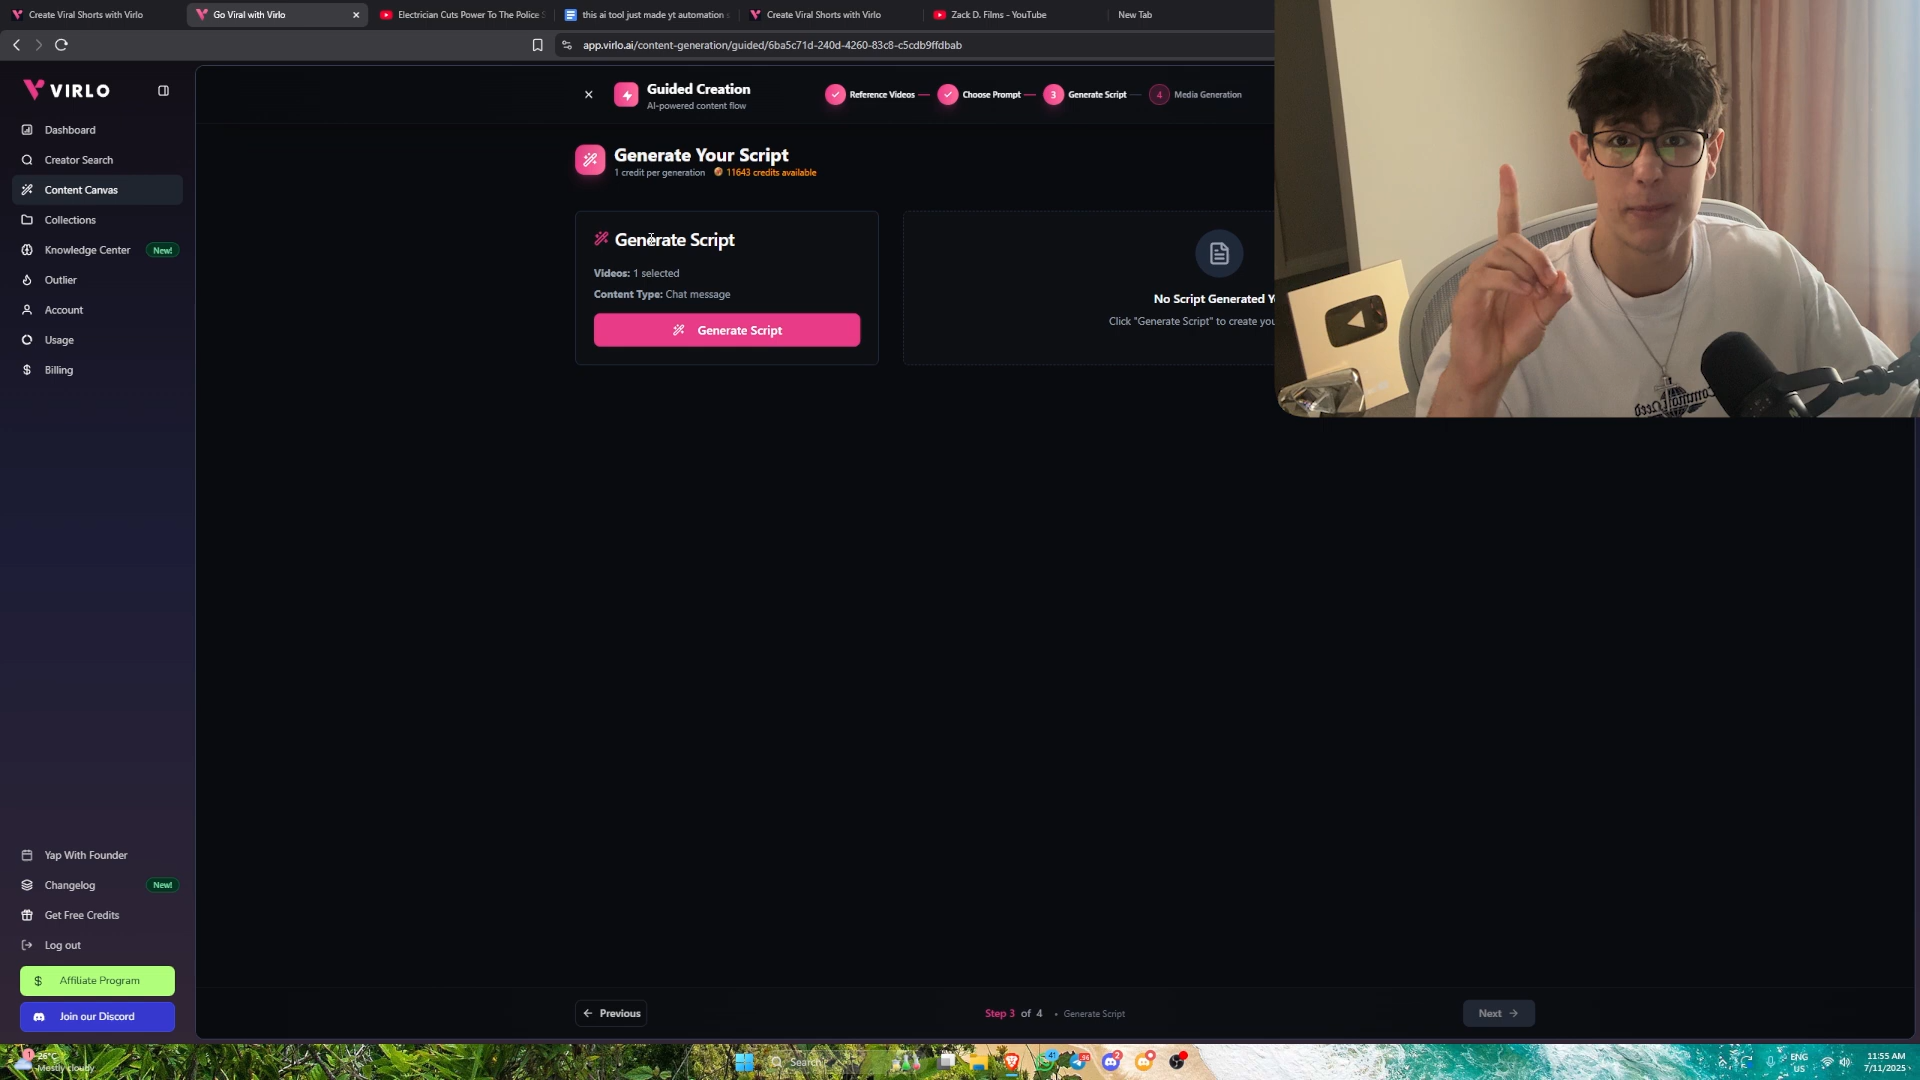 Create Viral Shorts with Virlo
Go Viral with Virlo
Electrician Cuts Power To The Police S
this ai tool just made yt automation
Create Viral Shorts with Virlo
Zack D. Films - YouTube
New Tab
app.virlo.ai/content-generation/guided/6ba5c71d-240d-4260-83c8-c5cdb9ffdbab
VIRLO
Dashboard
Creator Search
Content Canvas
Collections
Knowledge Center
New!
Outlier
Account
Usage
Billing
Yap With Founder
Changelog
New!
Get Free Credits
Log out
$ Affiliate Program
Join our Discord
Guided Creation
AI-powered content flow
Reference Videos
Choose Prompt
3 Generate Script
4 Media Generation
Generate Your Script
1 credit per generation
11643 credits available
Generate Script
Videos: 1 selected
Content Type: Chat message
Generate Script
No Script Generated Y
Click "Generate Script" to create you
Previous
Step 3 of 4 • Generate Script
Next
26°C
Mostly cloudy
Search
ENG
US
11:55 AM
7/11/2025